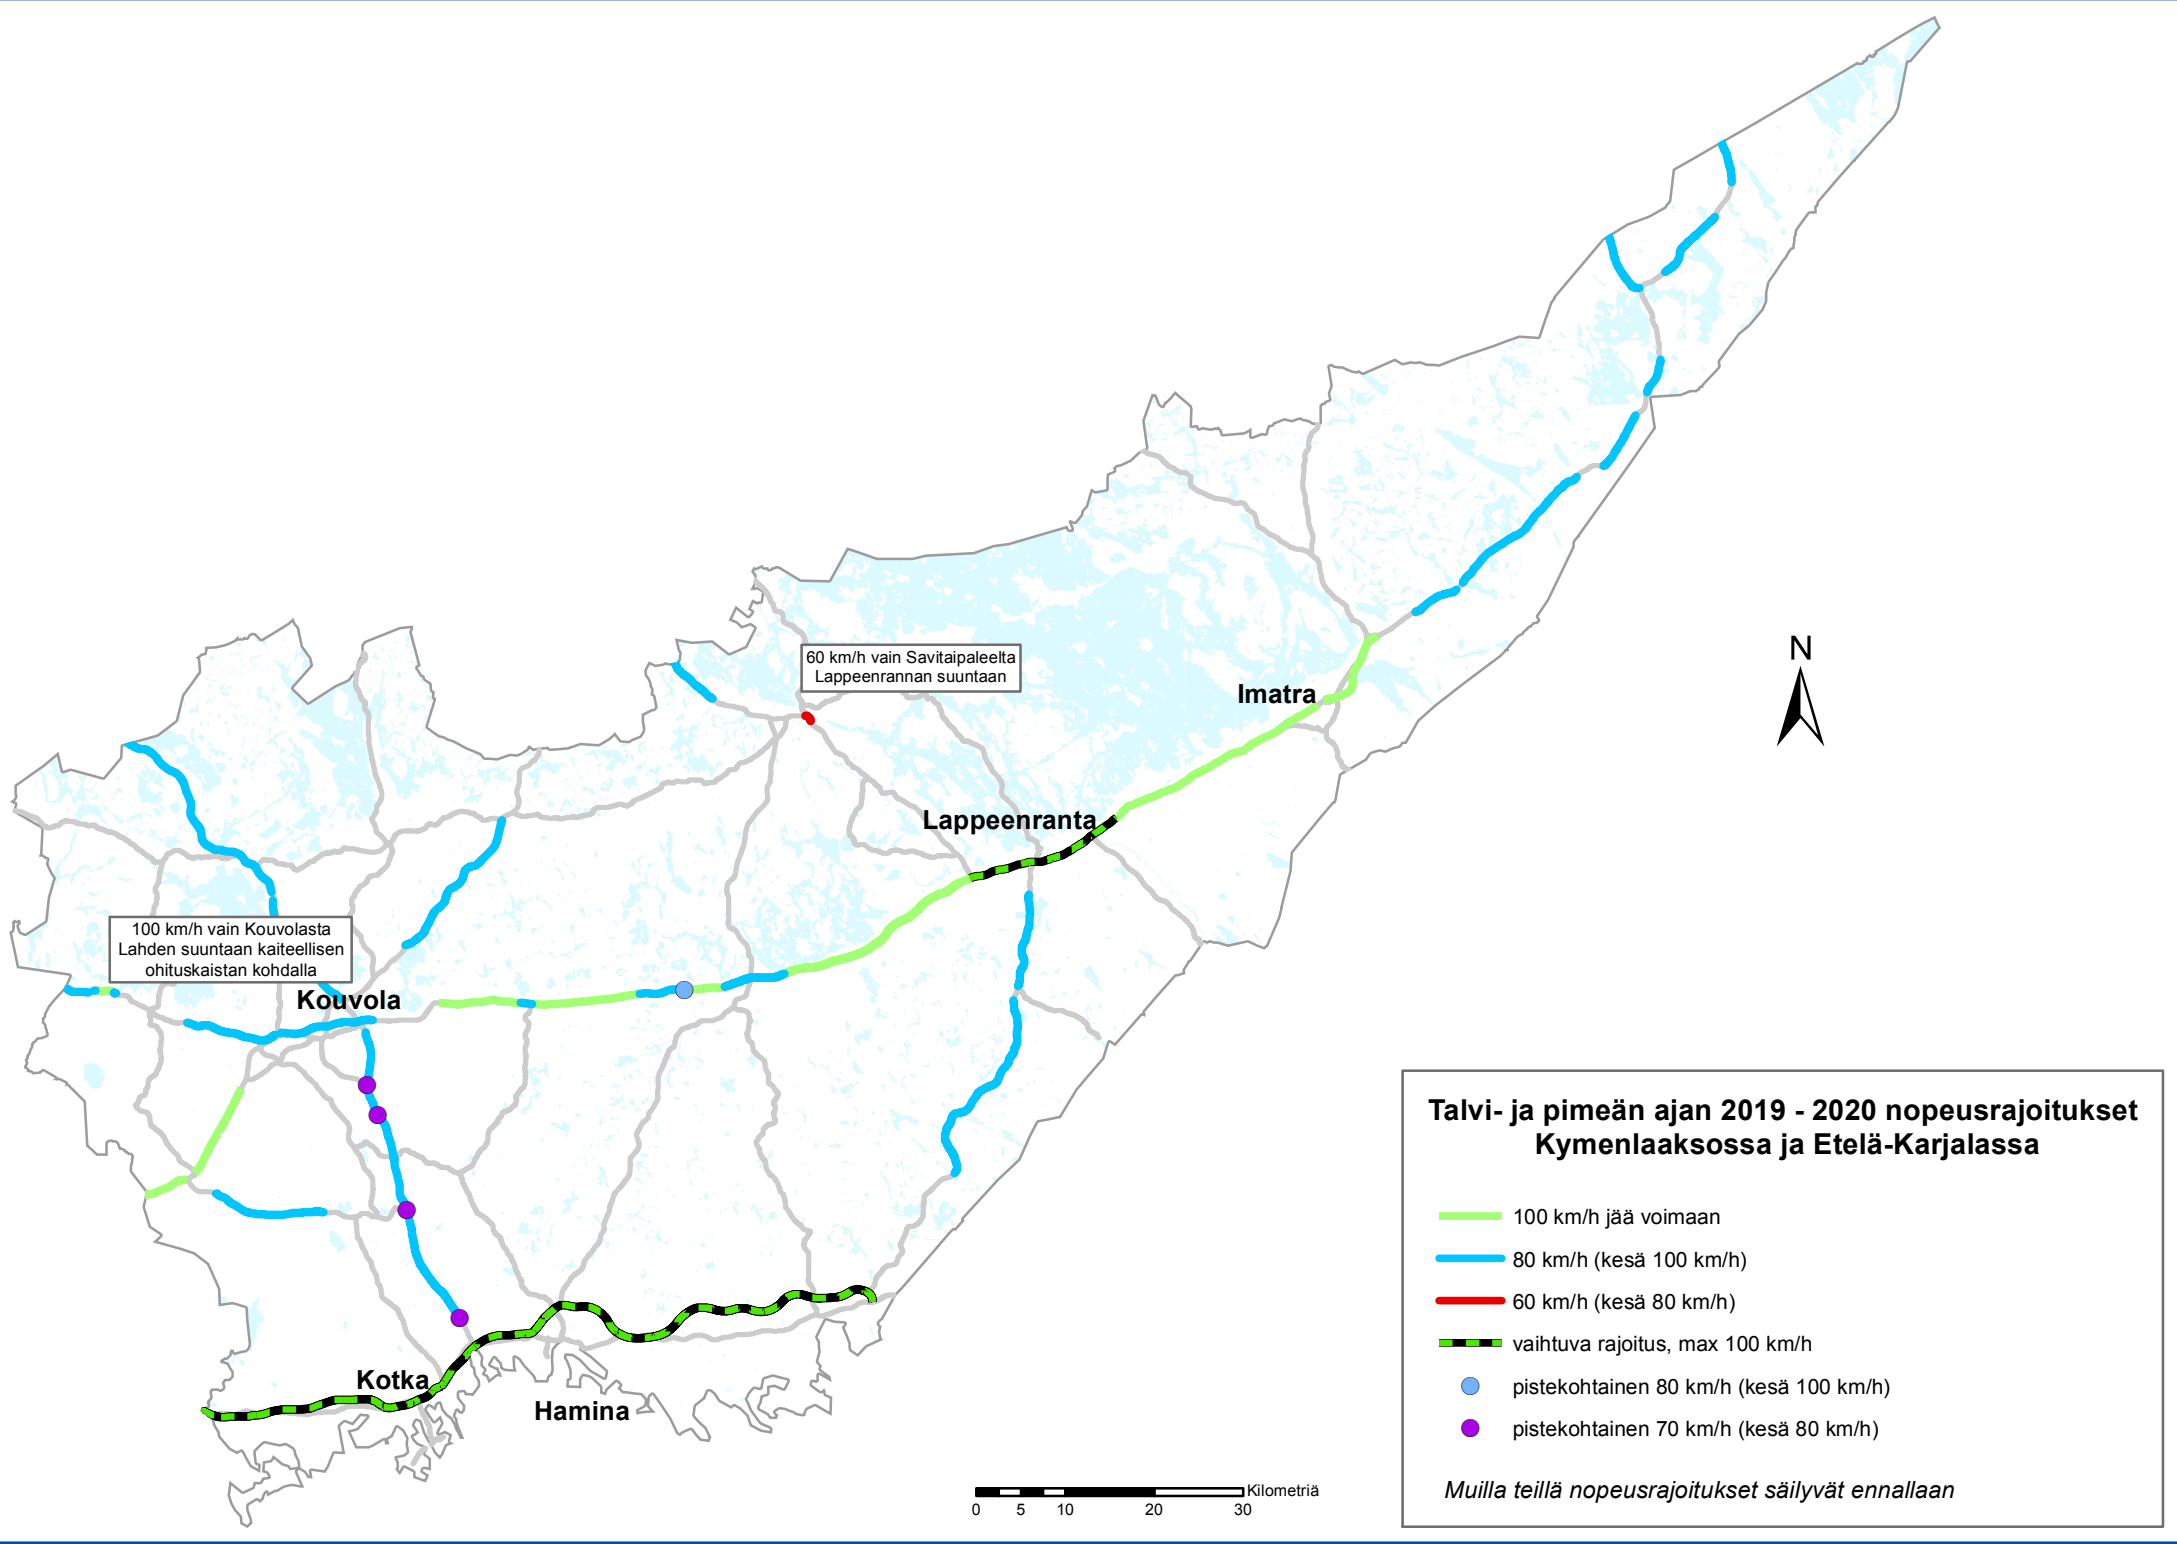 N
60 km/h vain Savitaipaleelta
Lappeenrannan suuntaan
Imatra
Lappeenranta
100 km/h vain Kouvolasta
Lahden suuntaan kaiteellisen
ohituskaistan kohdalla
Kouvola
Kotka
Hamina
Talvi- ja pimeän ajan 2019 - 2020 nopeusrajoitukset
Kymenlaaksossa ja Etelä-Karjalassa
100 km/h jää voimaan
80 km/h (kesä 100 km/h)
60 km/h (kesä 80 km/h)
vaihtuva rajoitus, max 100 km/h
pistekohtainen 80 km/h (kesä 100 km/h)
pistekohtainen 70 km/h (kesä 80 km/h)
Muilla teillä nopeusrajoitukset säilyvät ennallaan
Kilometriä
0 5 10 20 30